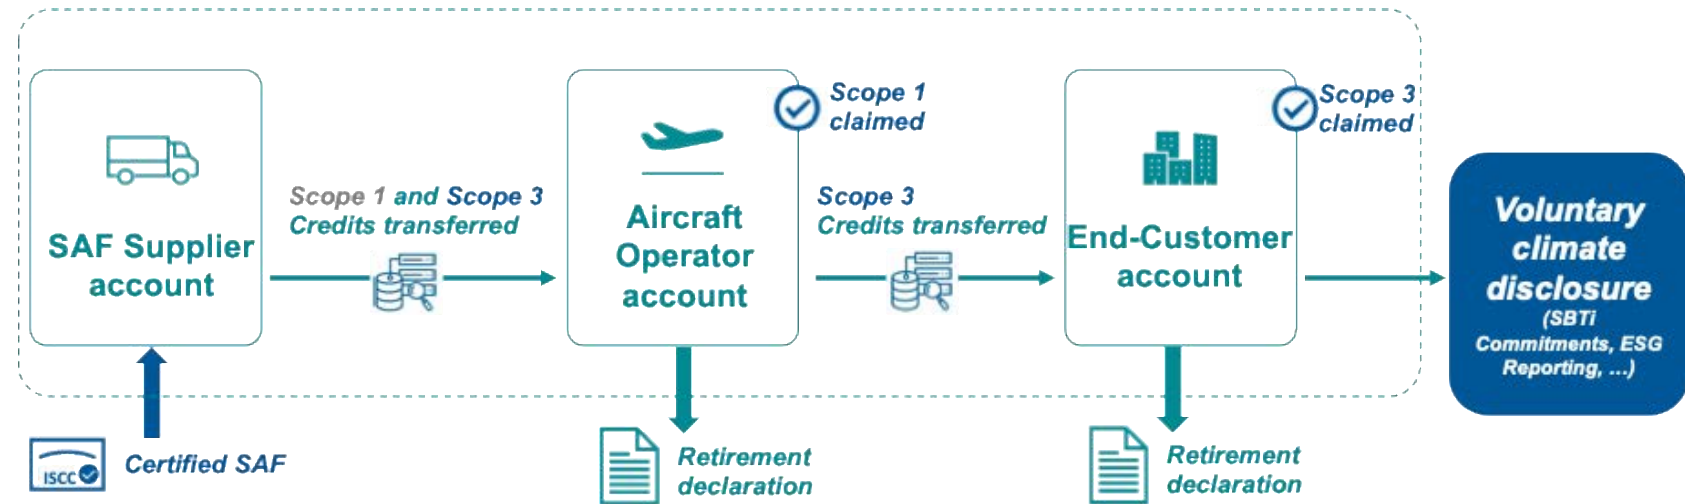 SAF Supplier
account
ISCC
Certified SAF
Scope 1 and Scope 3
Credits transferred
Aircraft
Operator
account
Scope 1
claimed
Retirement
declaration
Scope 3
Credits transferred
End-Customer
account
Scope 3
claimed
Retirement
declaration
Voluntary
climate
disclosure
(SBTi
Commitments, ESG
Reporting, ...)